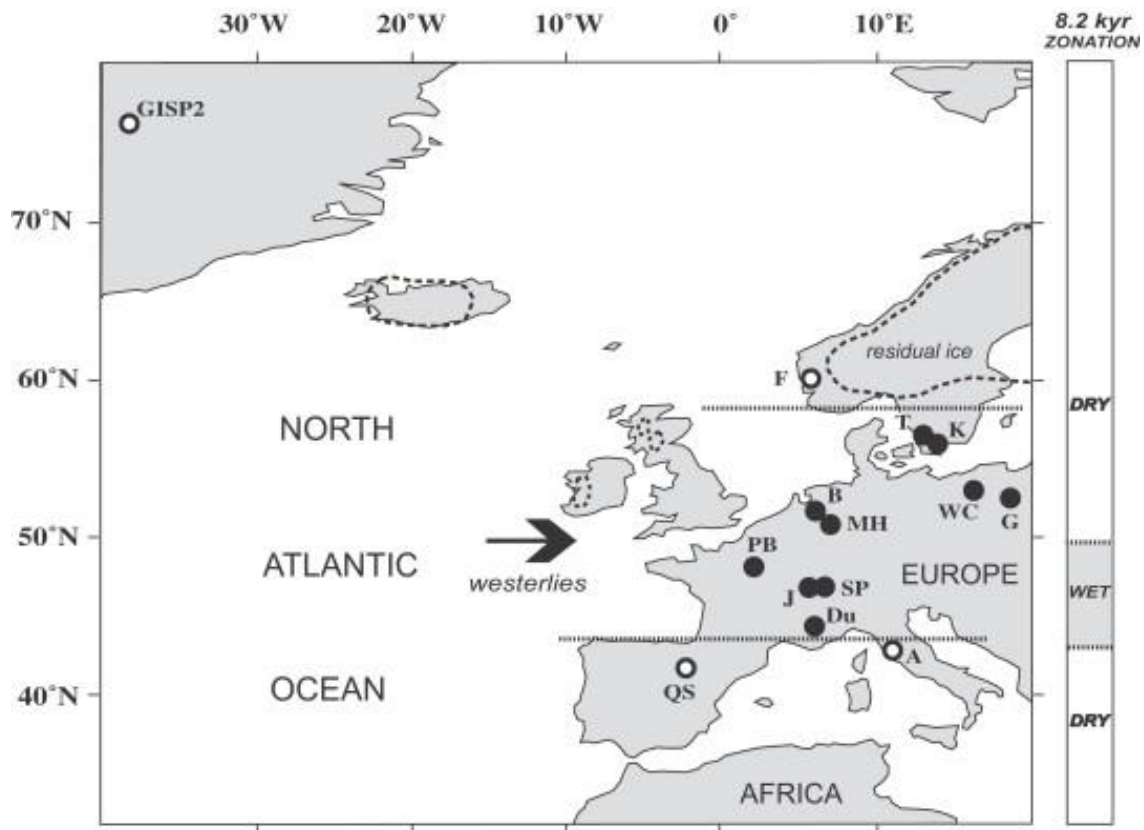 30˚W 20˚W 10˚W 0˚ 10˚E
8.2 kyr
ZONATION
GISP2
70˚N
residual ice
F
60˚N
DRY
NORTH
T K
B
WC G
MH
50˚N
PB
ATLANTIC
EUROPE
westerlies
J SP
WET
Du
A
OCEAN
QS
40˚N
DRY
AFRICA